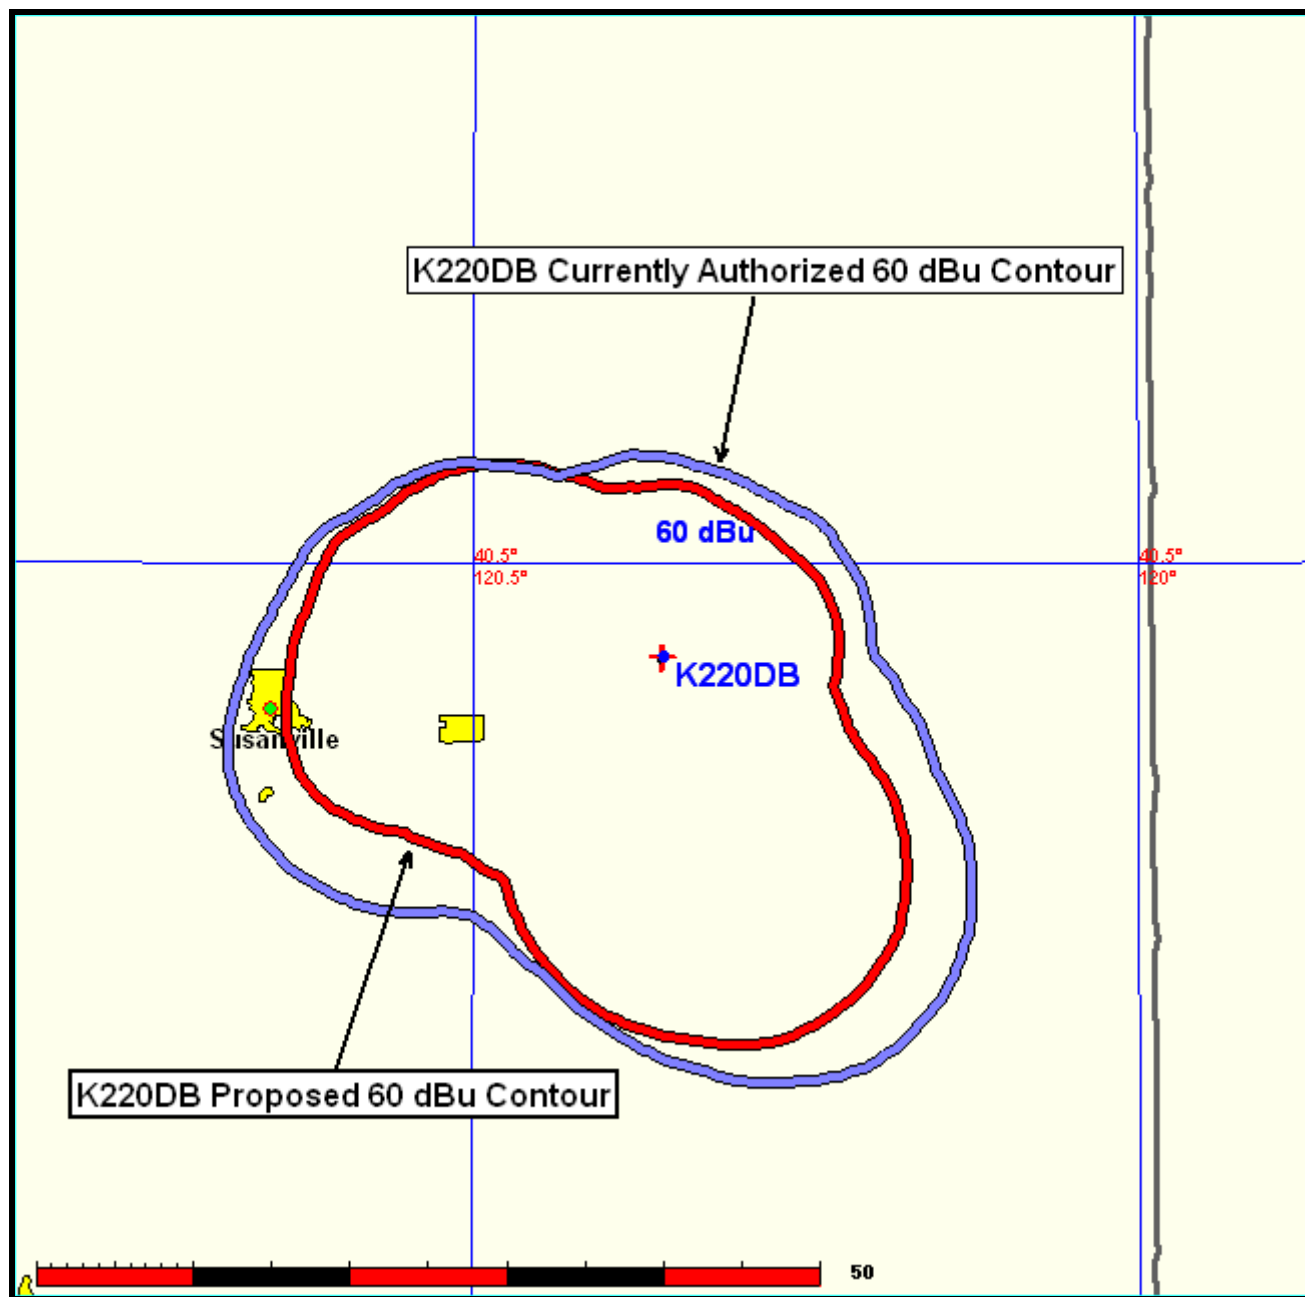 K220DB Currently Authorized 60 dBu Contour
60 dBu
40.5°
120.5°
40.5°
120°
K220DB
Susanville
K220DB Proposed 60 dBu Contour
50